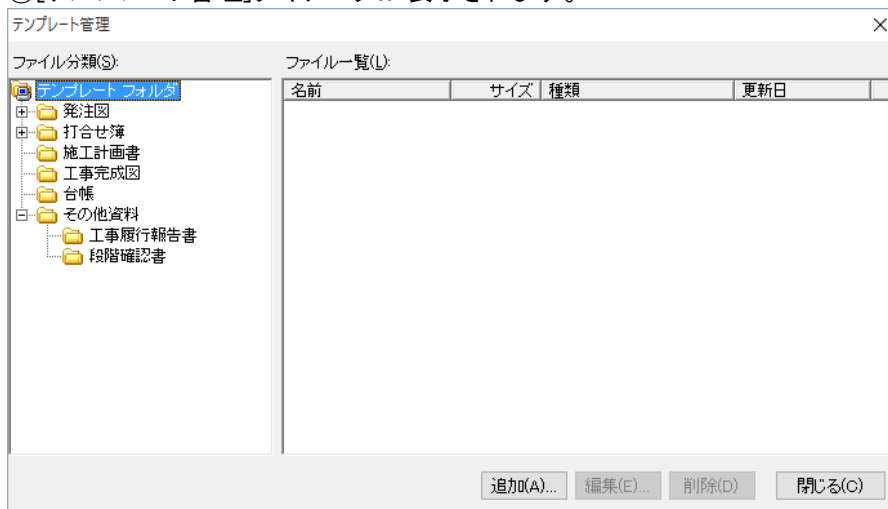 テンプレート管理
ファイル分類(S):
ファイル一覧(L):
テンプレート フォルダ
名前 サイズ 種類 更新日
発注図
打合せ簿
施工計画書
工事完成図
台帳
その他資料
工事履行報告書
段階確認書
追加(A)... 編集(E)... 削除(D) 閉じる(C)